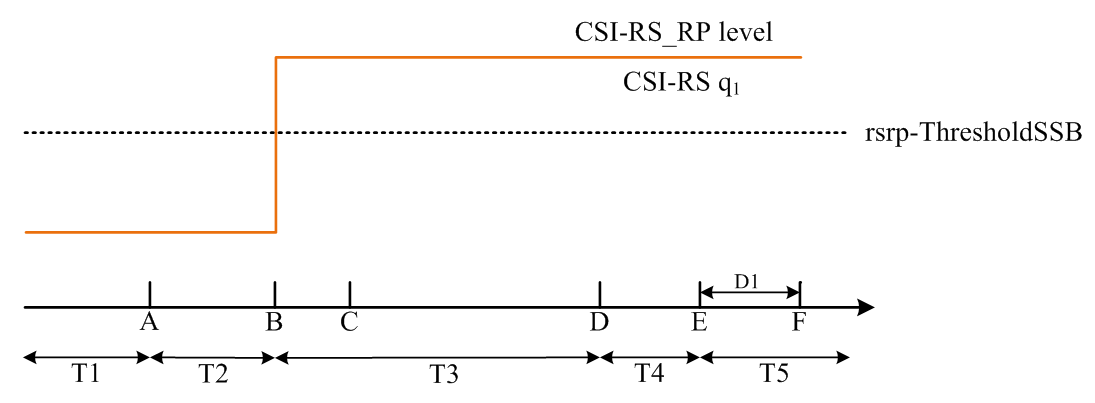 CSI-RS_RP level
CSI-RS q₁
rsrp-ThresholdSSB
D1
A B C D E F
T1 T2 T3 T4 T5